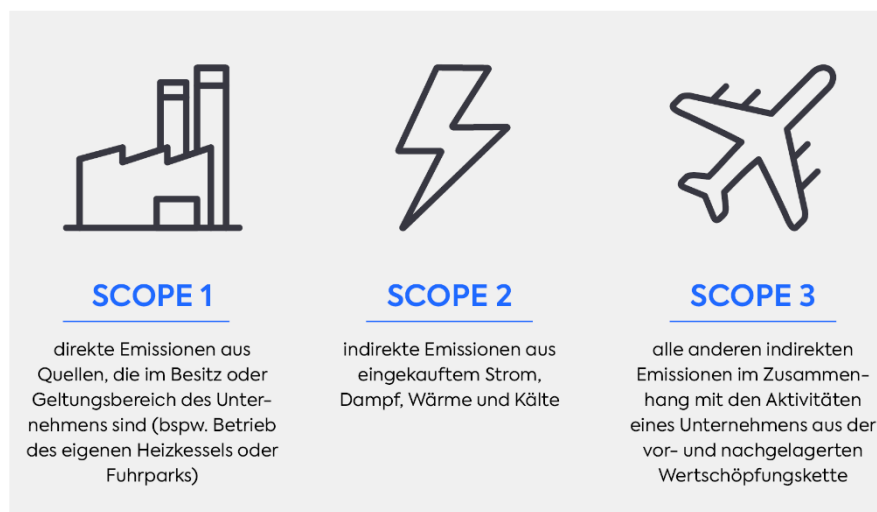 SCOPE 1
direkte Emissionen aus
Quellen, die im Besitz oder
Geltungsbereich des Unter-
nehmens sind (bspw. Betrieb
des eigenen Heizkessels oder
Fuhrparks)
SCOPE 2
indirekte Emissionen aus
eingekauftem Strom,
Dampf, Wärme und Kälte
SCOPE 3
alle anderen indirekten
Emissionen im Zusammen-
hang mit den Aktivitäten
eines Unternehmens aus der
vor- und nachgelagerten
Wertschöpfungskette